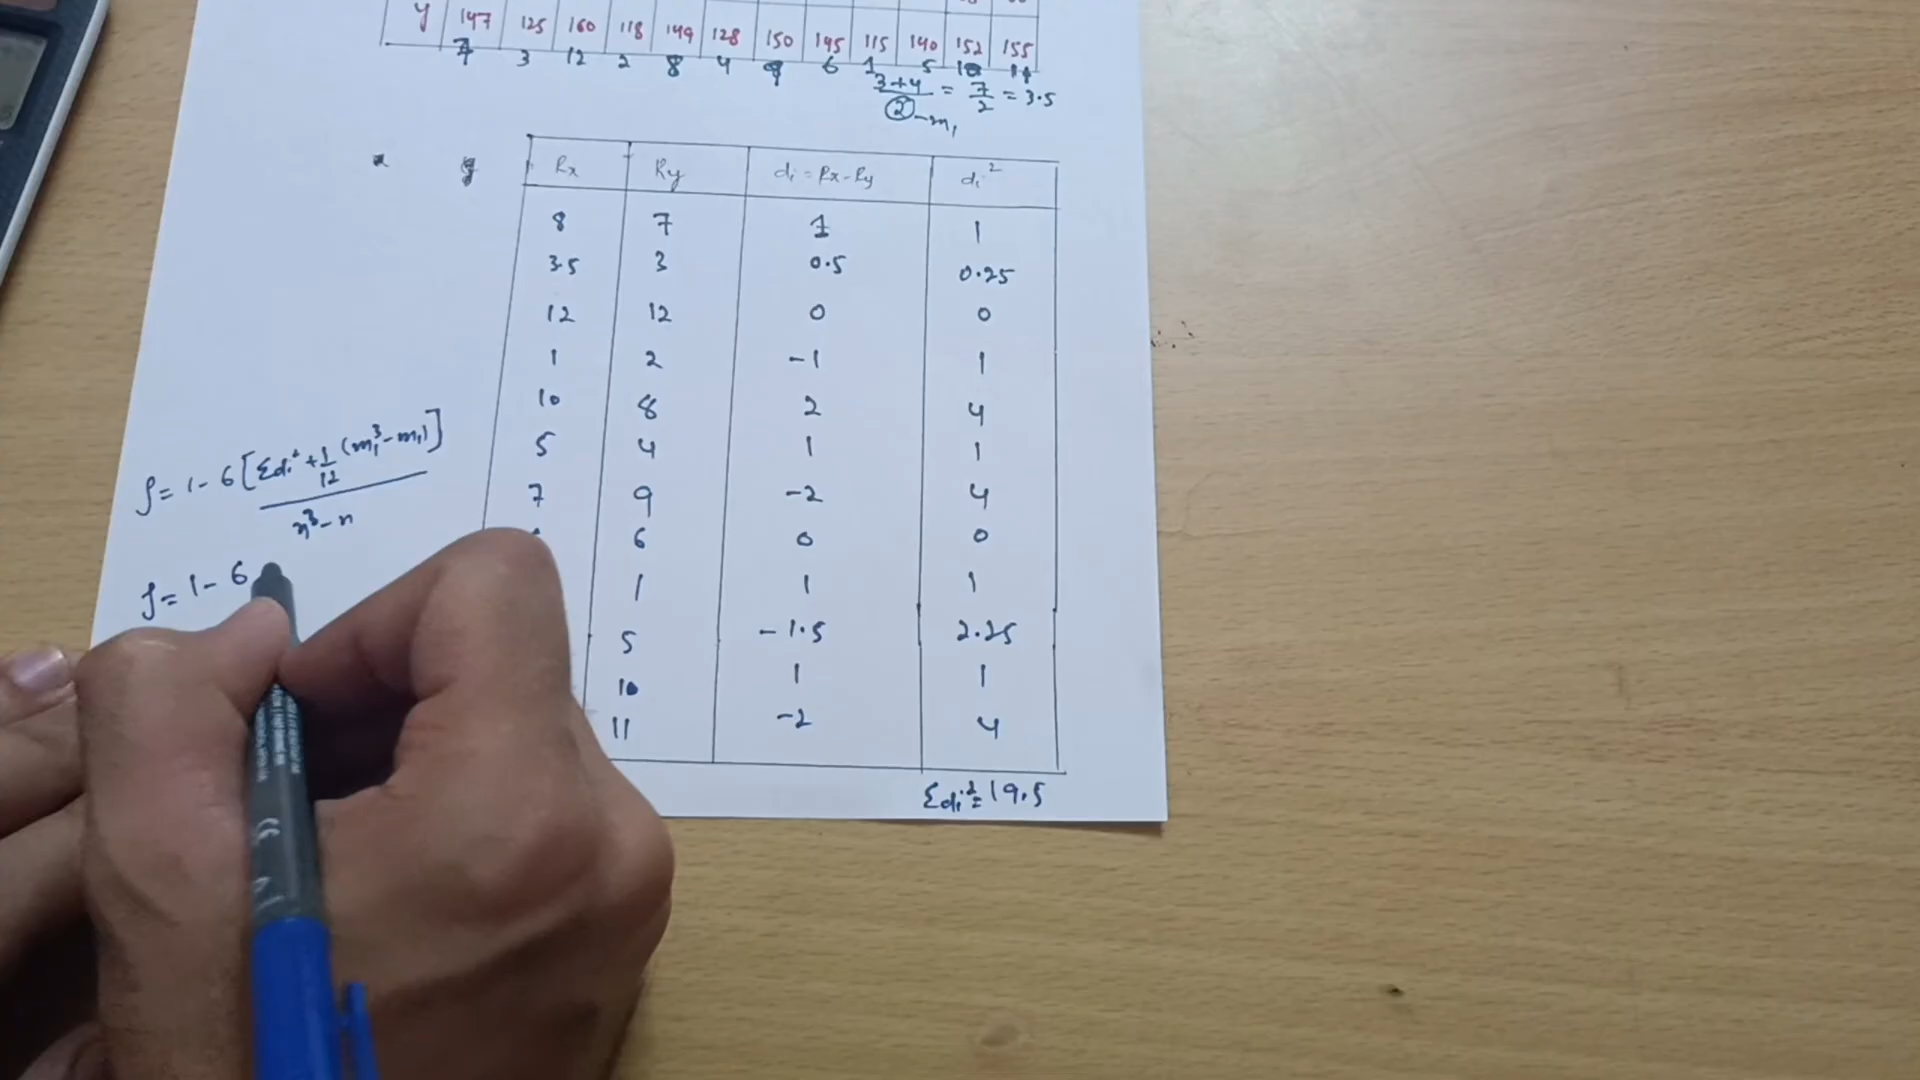 y 147 125 160 118 149 128 150 145 115 140 152 155
7 3 12 2 8 4 9 6 1 5 10 11
3+4/2 = 7/2 = 3.5
2 - m₁
Rx Ry di = Rx-Ry di²
8 7 1 1
3.5 3 0.5 0.25
12 12 0 0
1 2 -1 1
10 8 2 4
5 4 1 1
7 9 -2 4
6 0 0
1 1 1
5 -1.5 2.25
10 1 1
11 -2 4
Σdi² = 19.5
ρ = 1 - 6[Σdi² + 1/12 (m₁³ - m₁)]
n³ - n
ρ = 1 - 6